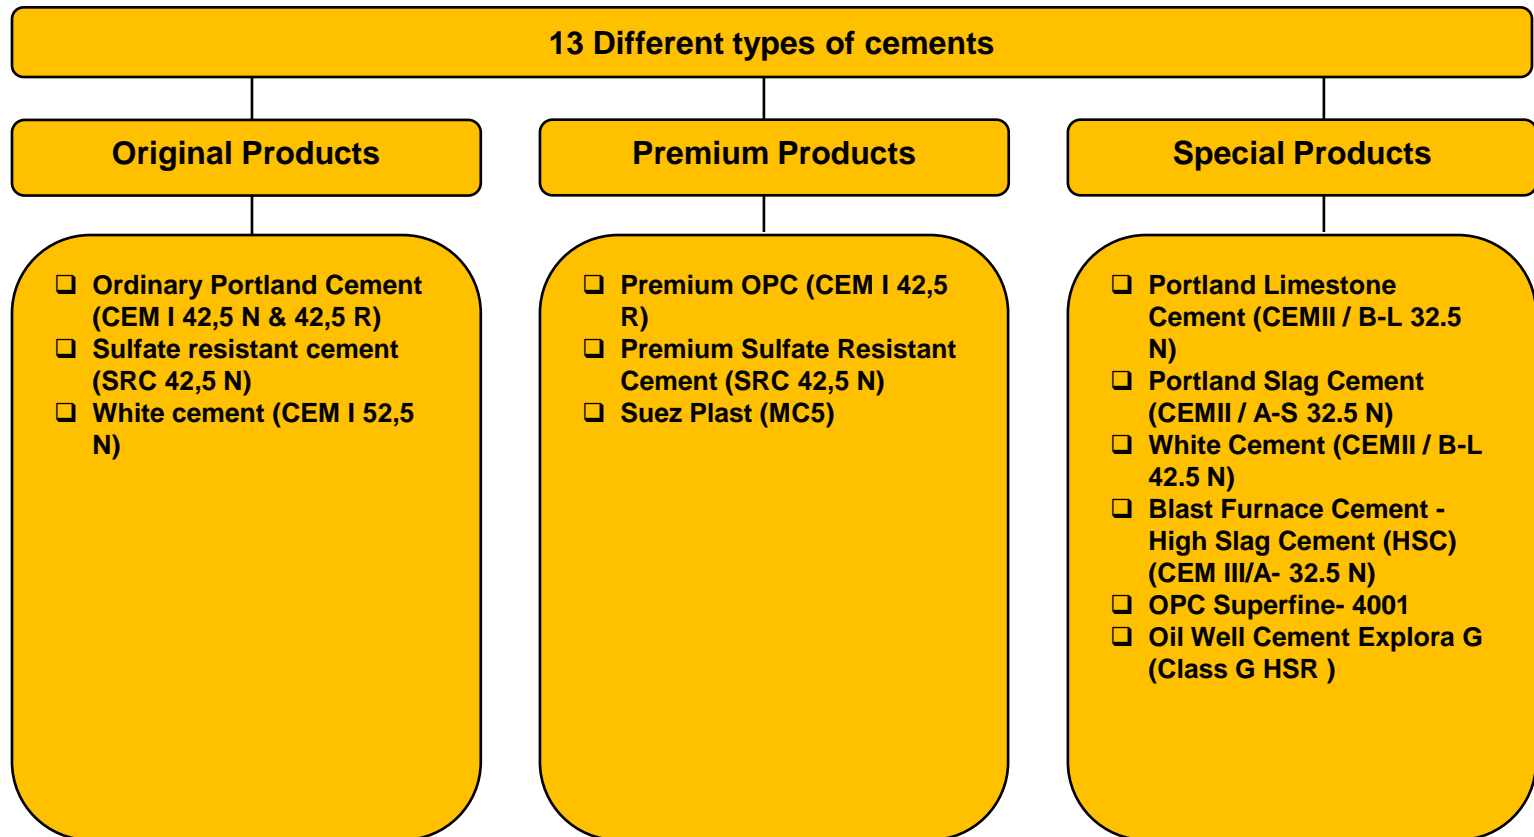 13 Different types of cements
Original Products
❑ Ordinary Portland Cement
(CEM I 42,5 N & 42,5 R)
❑ Sulfate resistant cement
(SRC 42,5 N)
❑ White cement (CEM I 52,5
N)
Premium Products
❑ Premium OPC (CEM I 42,5
R)
❑ Premium Sulfate Resistant
Cement (SRC 42,5 N)
❑ Suez Plast (MC5)
Special Products
❑ Portland Limestone
Cement (CEMII / B-L 32.5
N)
❑ Portland Slag Cement
(CEMII / A-S 32.5 N)
❑ White Cement (CEMII / B-L
42.5 N)
❑ Blast Furnace Cement -
High Slag Cement (HSC)
(CEM III/A- 32.5 N)
❑ OPC Superfine- 4001
❑ Oil Well Cement Explora G
(Class G HSR )